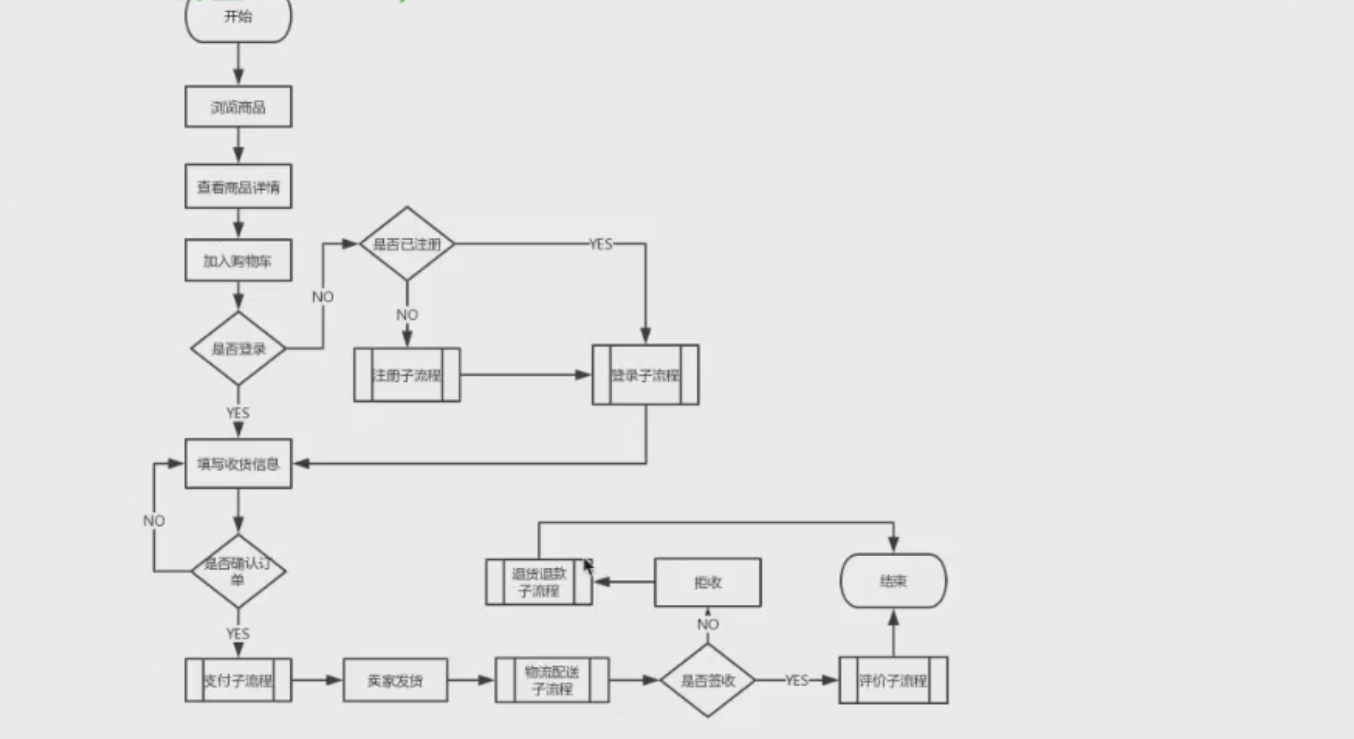 开始
浏览商品
查看商品详情
加入购物车
是否已注册
YES
NO
NO
是否登录
注册子流程
登录子流程
YES
填写收货信息
NO
是否确认订
单
退货退款
子流程
拒收
结束
NO
YES
支付子流程
卖家发货
物流配送
子流程
是否签收
YES
评价子流程